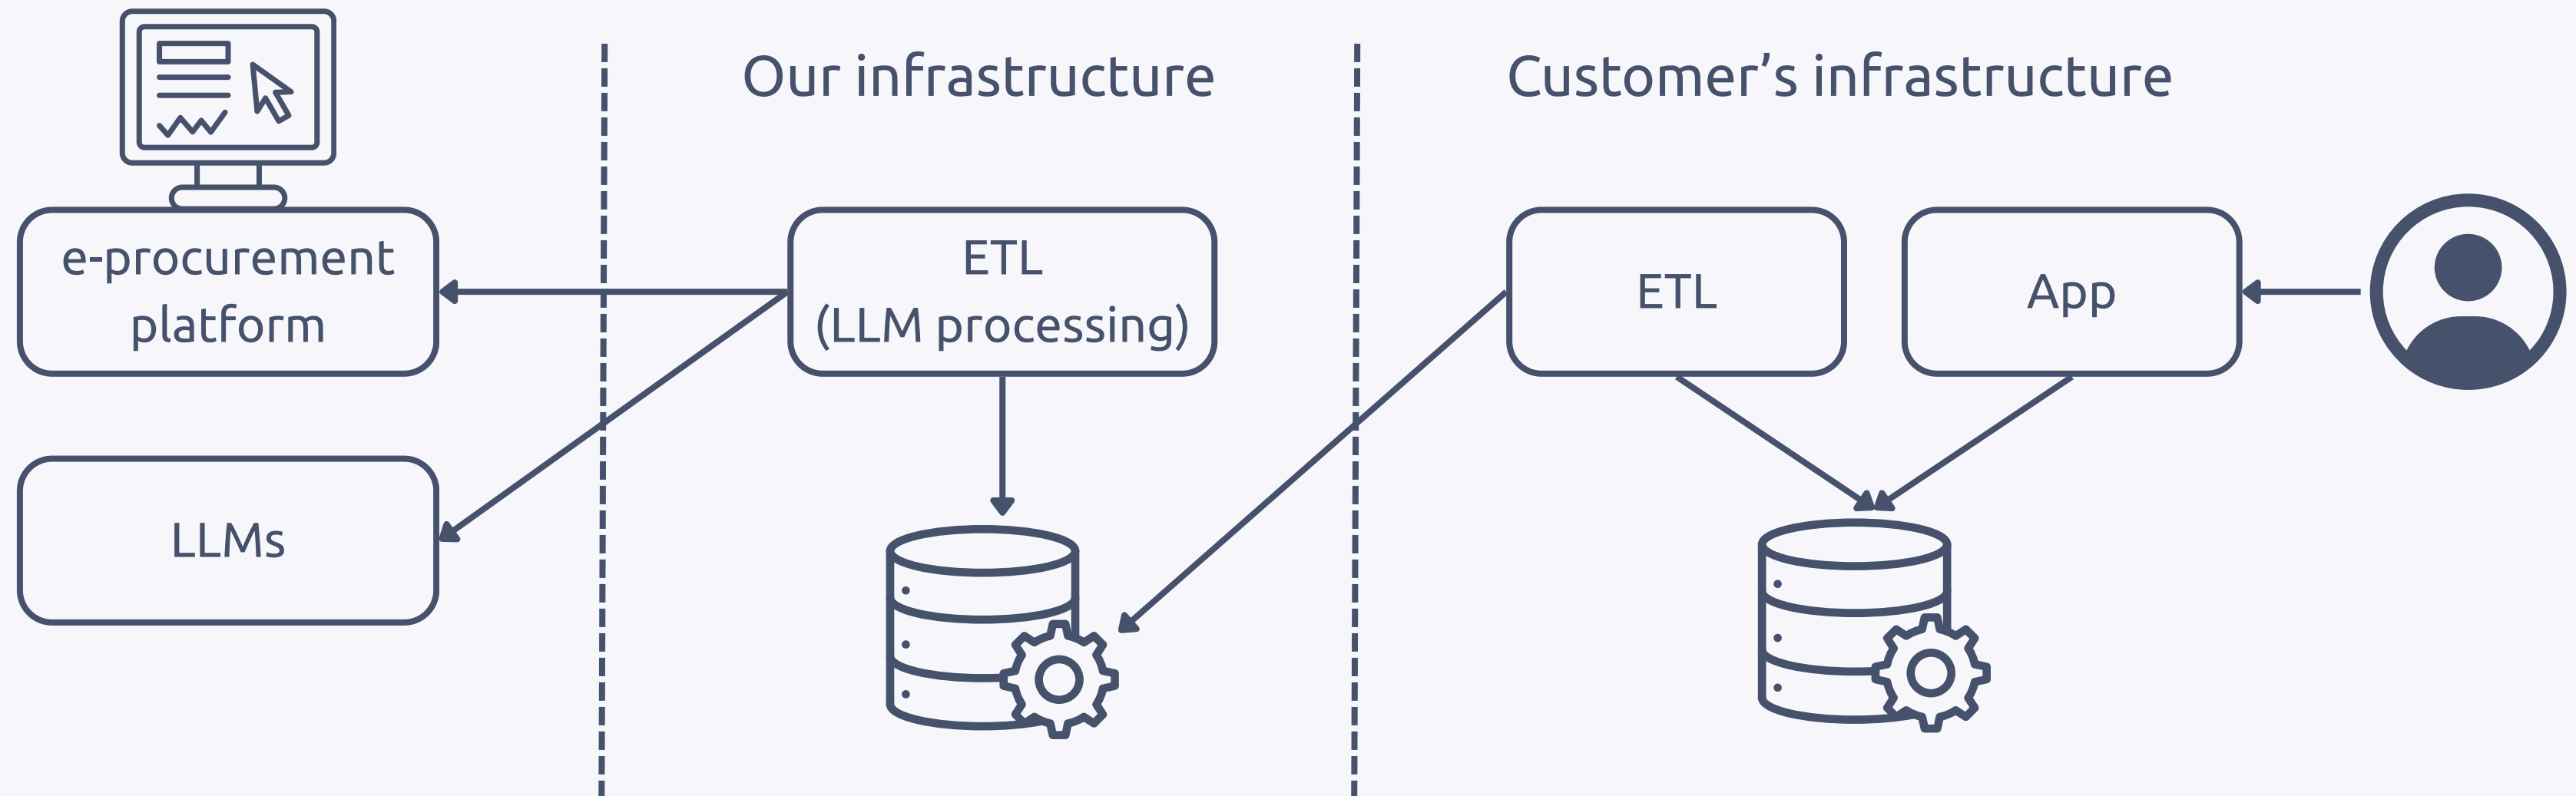 Our infrastructure
Customer’s infrastructure
e-procurement
platform
ETL
(LLM processing)
ETL
App
LLMs